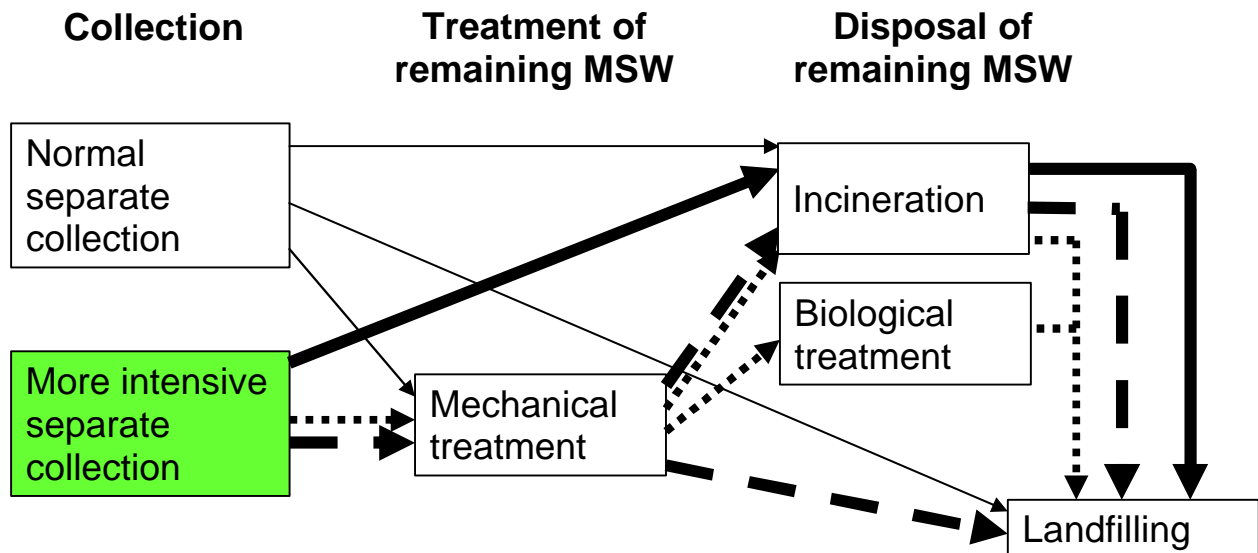 Collection
Treatment of
remaining MSW
Disposal of
remaining MSW
Normal
separate
collection
Incineration
Biological
treatment
More intensive
separate
collection
Mechanical
treatment
Landfilling